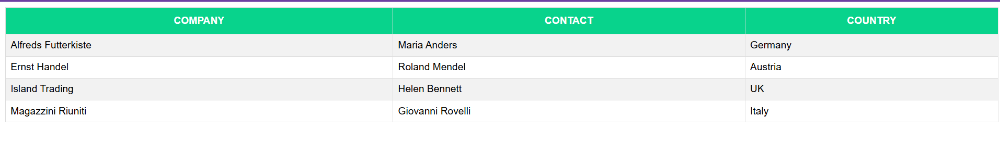 COMPANY CONTACT COUNTRY
Alfreds Futterkiste Maria Anders Germany
Ernst Handel Roland Mendel Austria
Island Trading Helen Bennett UK
Magazzini Riuniti Giovanni Rovelli Italy